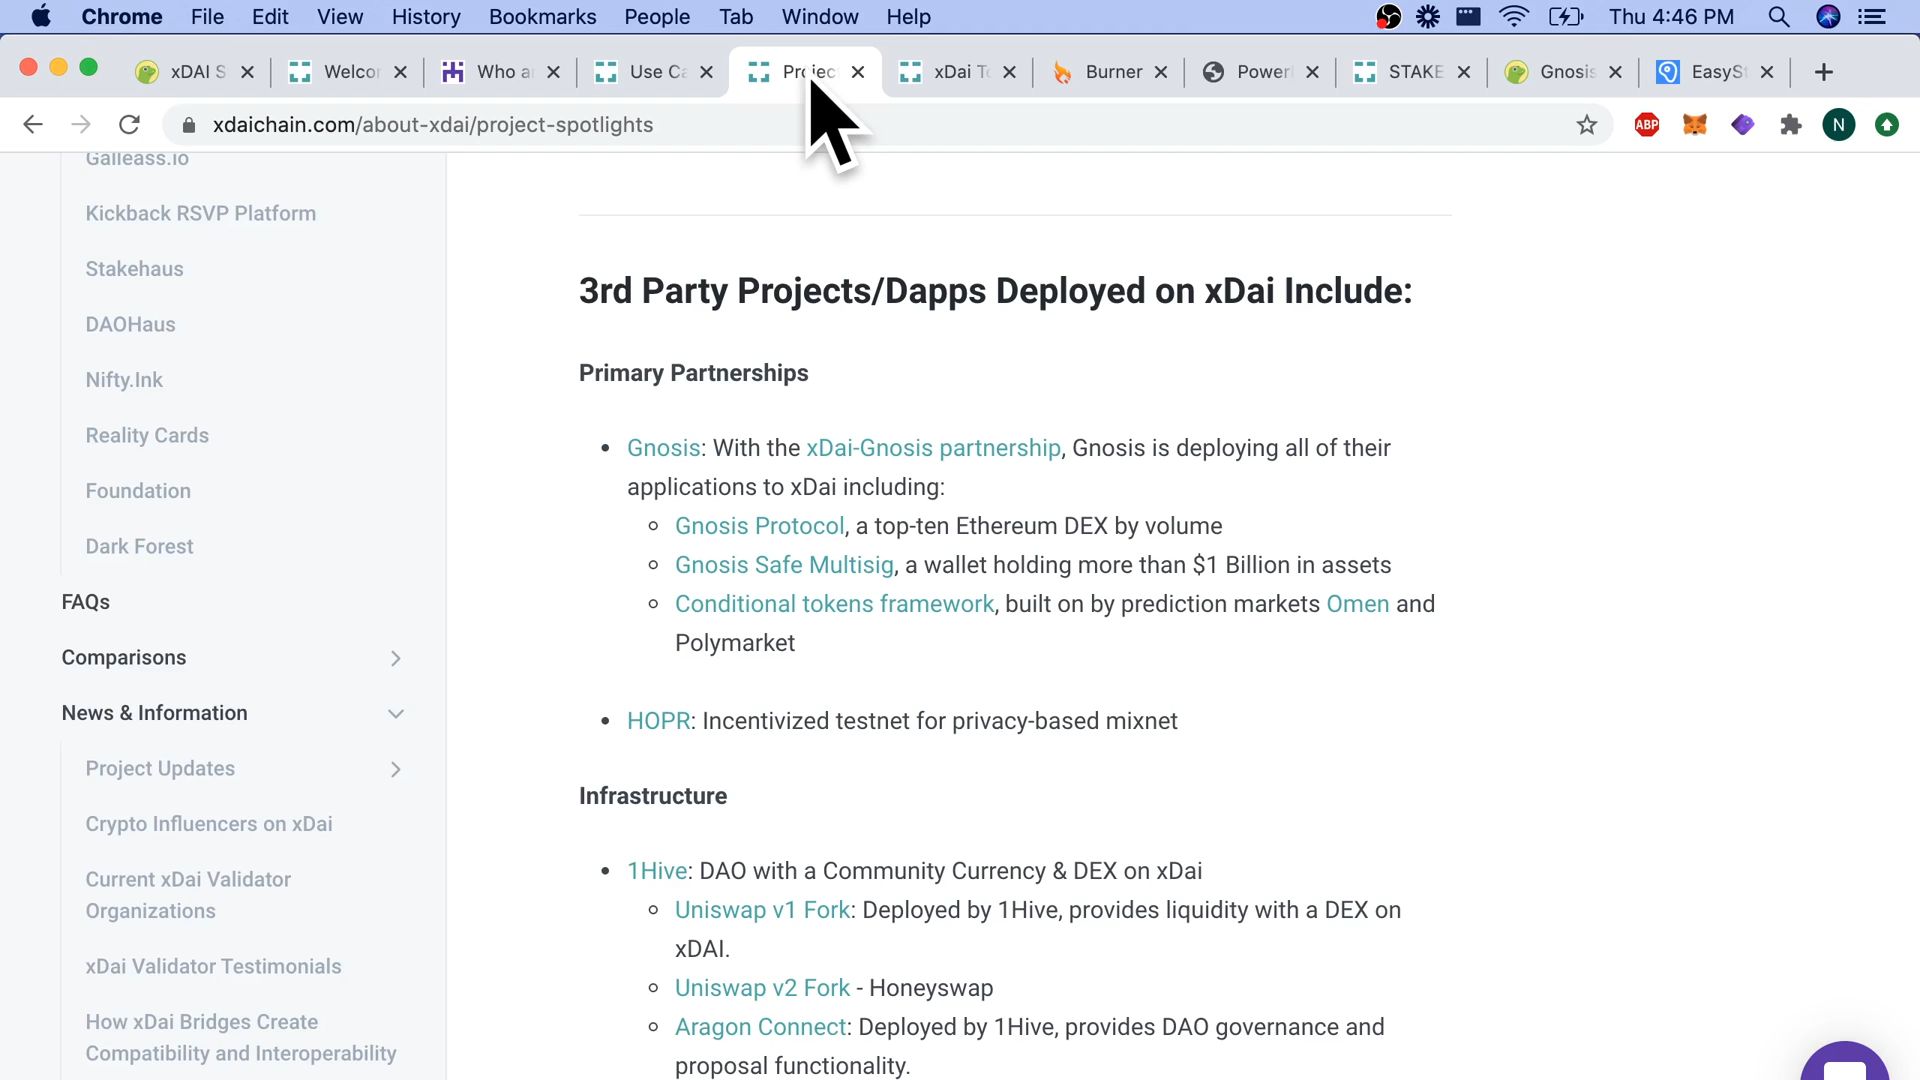 Chrome File Edit View History Bookmarks People Tab Window Help Thu 4:46 PM
xDAI S Welcor Who a Use Ca Projec xDai To Burner Power STAKE Gnosis EasySt
xdaichain.com/about-xdai/project-spotlights ABP N
Galleass.io
Kickback RSVP Platform
Stakehaus
DAOHaus
Nifty.Ink
Reality Cards
Foundation
Dark Forest
FAQs
Comparisons
News & Information
Project Updates
Crypto Influencers on xDai
Current xDai Validator
Organizations
xDai Validator Testimonials
How xDai Bridges Create
Compatibility and Interoperability
3rd Party Projects/Dapps Deployed on xDai Include:
Primary Partnerships
Gnosis: With the xDai-Gnosis partnership, Gnosis is deploying all of their
applications to xDai including:
Gnosis Protocol, a top-ten Ethereum DEX by volume
Gnosis Safe Multisig, a wallet holding more than $1 Billion in assets
Conditional tokens framework, built on by prediction markets Omen and
Polymarket
HOPR: Incentivized testnet for privacy-based mixnet
Infrastructure
1Hive: DAO with a Community Currency & DEX on xDai
Uniswap v1 Fork: Deployed by 1Hive, provides liquidity with a DEX on
xDAI.
Uniswap v2 Fork - Honeyswap
Aragon Connect: Deployed by 1Hive, provides DAO governance and
proposal functionality.